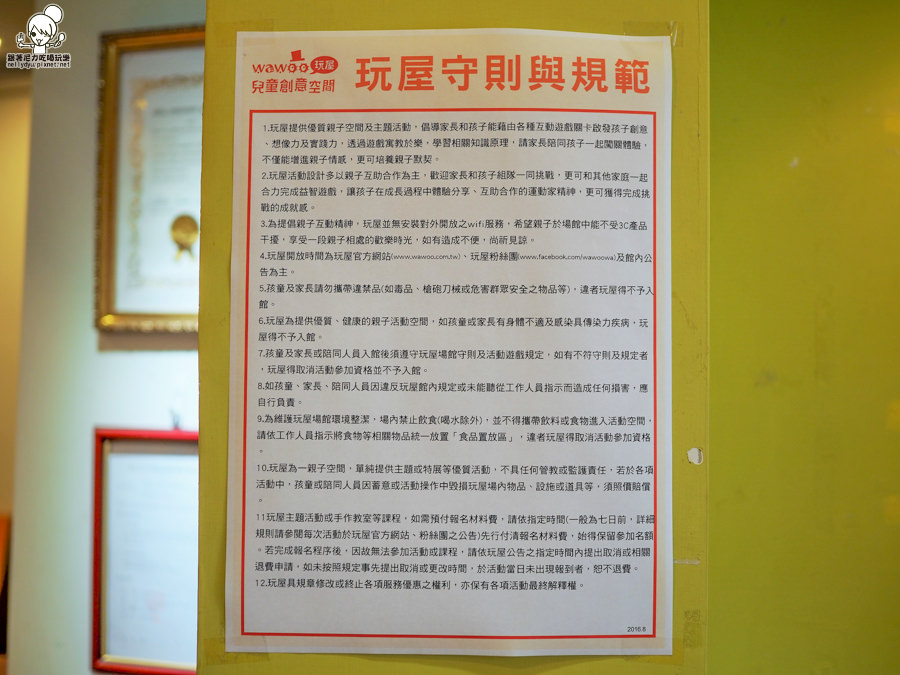 跟著尼力吃喝玩樂
nellydyu.pixnet.net
wawoo 玩屋
兒童創意空間
玩屋守則與規範
1.玩屋提供優質親子空間及主題活動，倡導家長和孩子能藉由各種互動遊戲關卡啟發孩子創意
、想像力及實踐力，透過遊戲寓教於樂，學習相關知識原理，請家長陪同孩子一起闖關體驗，
不僅能增進親子情感，更可培養親子默契。
2.玩屋活動設計多以親子互助合作為主，歡迎家長和孩子組隊一同挑戰，更可和其他家庭一起
合力完成益智遊戲，讓孩子在成長過程中體驗分享、互助合作的運動家精神，更可獲得完成挑
戰的成就感。
3.為提倡親子互動精神，玩屋並無安裝對外開放之wifi服務，希望親子於場館中能不受3C產品
干擾，享受一段親子相處的歡樂時光，如有造成不便，尚祈見諒。
4.玩屋開放時間為玩屋官方網站(www.wawoo.com.tw)、玩屋粉絲團(www.facebook.com/wawoowa)及館內公
告為主。
5.孩童及家長請勿攜帶違禁品(如毒品、槍砲刀械或危害群眾安全之物品等)，違者玩屋得不予入
館。
6.玩屋為提供優質、健康的親子活動空間，如孩童或家長有身體不適及感染具傳染力疾病，玩
屋得不予入館。
7.孩童及家長或陪同人員入館後須遵守玩屋場館守則及活動遊戲規定，如有不符守則及規定者
，玩屋得取消活動參加資格並不予入館。
8.如孩童、家長、陪同人員因違反玩屋館內規定或未能聽從工作人員指示而造成任何損害，應
自行負責。
9.為維護玩屋場館環境整潔，場內禁止飲食(喝水除外)，並不得攜帶飲料或食物進入活動空間，
請依工作人員指示將食物等相關物品統一放置「食品置放區」，違者玩屋得取消活動參加資格
。
10.玩屋為一親子空間，單純提供主題或特展等優質活動，不具任何管教或監護責任，若於各項
活動中，孩童或陪同人員因蓄意或活動操作中毀損玩屋場內物品、設施或道具等，須照價賠償
。
11玩屋主題活動或手作教室等課程，如需預付報名材料費，請依指定時間(一般為七日前，詳細
規則請參閱每次活動於玩屋官方網站、粉絲團之公告)先行付清報名材料費，始得保留參加名額
。若完成報名程序後，因故無法參加活動或課程，請依玩屋公告之指定時間內提出取消或相關
退費申請，如未按照規定事先提出取消或更改時間，於活動當日未出現報到者，恕不退費。
12.玩屋具規章修改或終止各項服務優惠之權利，亦保有各項活動最終解釋權。
2016.8